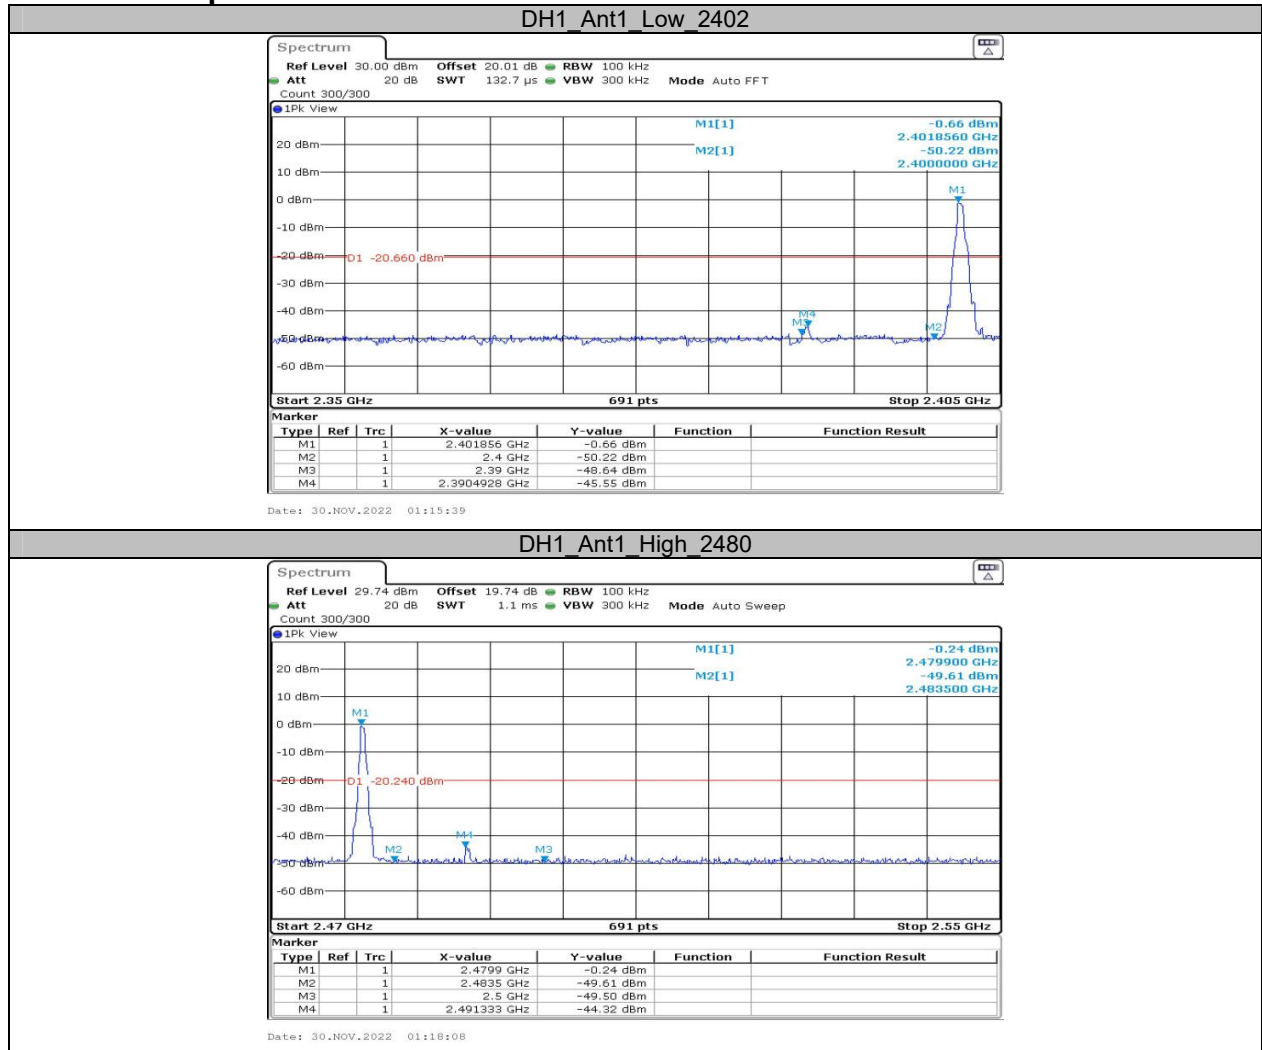 DH1_Ant1_Low_2402
Spectrum
Ref Level 30.00 dBm Offset 20.01 dB RBW 100 kHz
Att 20 dB SWT 132.7 µs VBW 300 kHz Mode Auto FFT
Count 300/300
1Pk View
M1[1] -0.66 dBm
2.4018560 GHz
20 dBm
M2[1] -50.22 dBm
2.4000000 GHz
10 dBm
M1
0 dBm
-10 dBm
-20 dBm D1 -20.660 dBm
-30 dBm
-40 dBm
M4
M3
M2
-50 dBm
-60 dBm
Start 2.35 GHz 691 pts Stop 2.405 GHz
Marker
Type Ref Trc X-value Y-value Function Function Result
M1 1 2.401856 GHz -0.66 dBm
M2 1 2.4 GHz -50.22 dBm
M3 1 2.39 GHz -48.64 dBm
M4 1 2.3904928 GHz -45.55 dBm
Date: 30.NOV.2022 01:15:39
DH1_Ant1_High_2480
Spectrum
Ref Level 29.74 dBm Offset 19.74 dB RBW 100 kHz
Att 20 dB SWT 1.1 ms VBW 300 kHz Mode Auto Sweep
Count 300/300
1Pk View
M1[1] -0.24 dBm
2.479900 GHz
20 dBm
M2[1] -49.61 dBm
2.483500 GHz
10 dBm
M1
0 dBm
-10 dBm
-20 dBm D1 -20.240 dBm
-30 dBm
-40 dBm
M4
M2 M3
-50 dBm
-60 dBm
Start 2.47 GHz 691 pts Stop 2.55 GHz
Marker
Type Ref Trc X-value Y-value Function Function Result
M1 1 2.4799 GHz -0.24 dBm
M2 1 2.4835 GHz -49.61 dBm
M3 1 2.5 GHz -49.50 dBm
M4 1 2.491333 GHz -44.32 dBm
Date: 30.NOV.2022 01:18:08